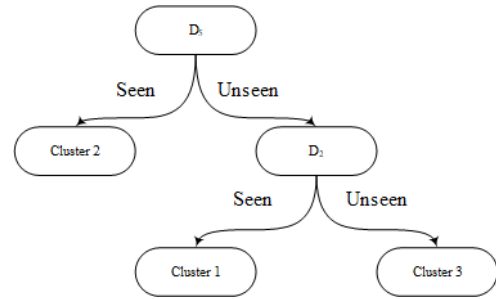 D₅
Seen Unseen
Cluster 2
D₂
Seen Unseen
Cluster 1
Cluster 3